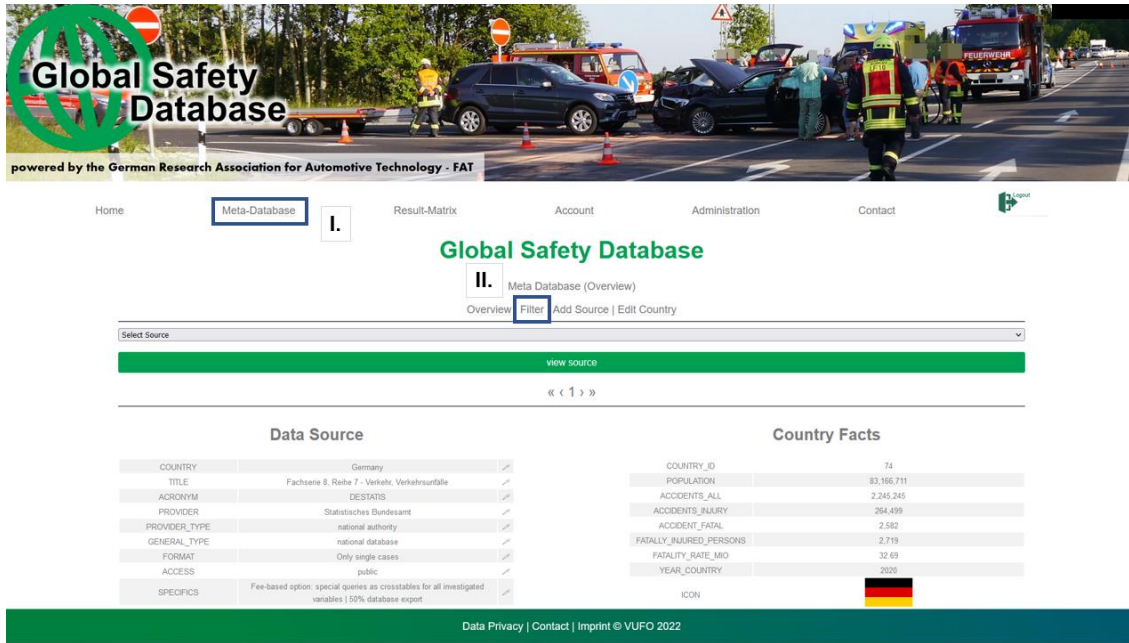 Global Safety
Database
powered by the German Research Association for Automotive Technology - FAT
FEUERWEHR
Home Meta-Database I. Result-Matrix Account Administration Contact Logout
Global Safety Database
II. Meta Database (Overview)
Overview Filter Add Source | Edit Country
Select Source
view source
« ‹ 1 › »
Data Source
COUNTRY Germany
TITLE Fachserie 8, Reihe 7 - Verkehr, Verkehrsunfälle
ACRONYM DESTATIS
PROVIDER Statistisches Bundesamt
PROVIDER_TYPE national authority
GENERAL_TYPE national database
FORMAT Only single cases
ACCESS public
SPECIFICS Fee-based option: special queries as crosstables for all investigated
variables | 50% database export
Country Facts
COUNTRY_ID 74
POPULATION 83,166,711
ACCIDENTS_ALL 2,245,245
ACCIDENTS_INJURY 264,499
ACCIDENT_FATAL 2,582
FATALLY_INJURED_PERSONS 2,719
FATALITY_RATE_MIO 32.69
YEAR_COUNTRY 2020
ICON
Data Privacy | Contact | Imprint © VUFO 2022